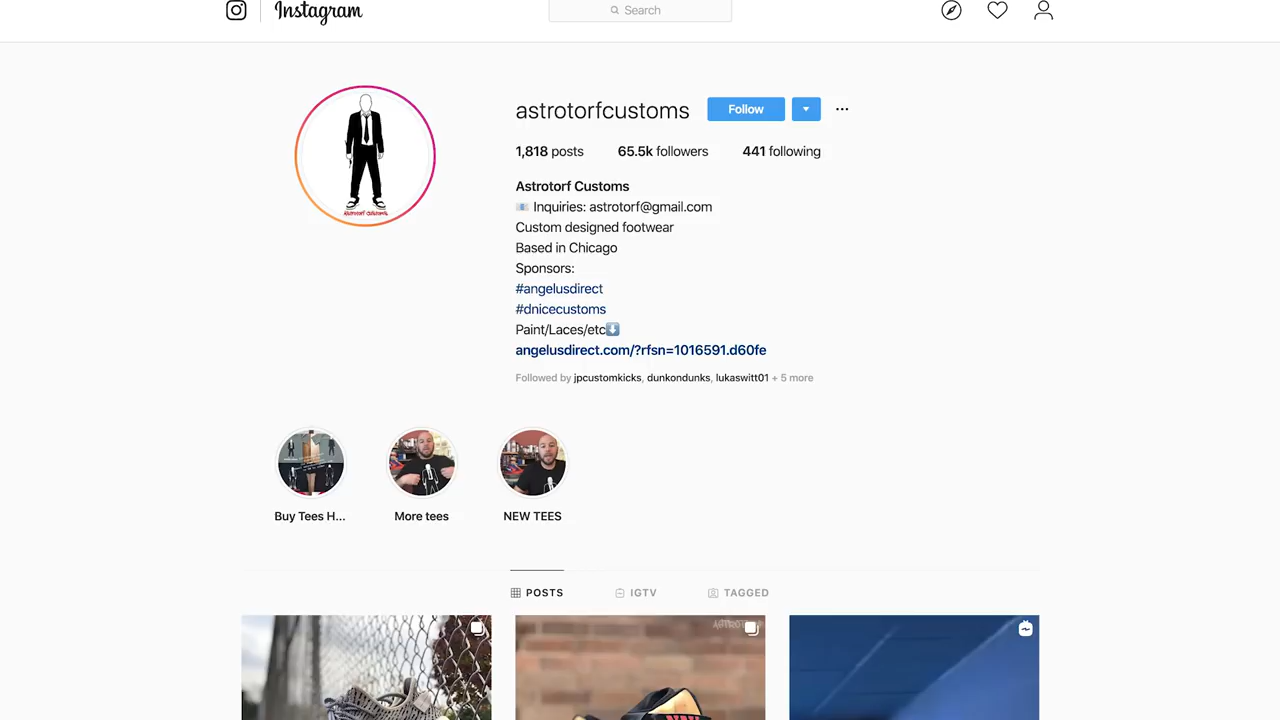 Instagram
Search
astrotorfcustoms
Follow
1,818 posts 65.5k followers 441 following
Astrotorf Customs
Inquiries: astrotorf@gmail.com
Custom designed footwear
Based in Chicago
Sponsors:
#angelusdirect
#dnicecustoms
Paint/Laces/etc
angelusdirect.com/?rfsn=1016591.d60fe
Followed by jpcustomkicks, dunkondunks, lukaswitt01 + 5 more
ASTROTORF CUSTOMS
Buy Tees H... More tees NEW TEES
POSTS IGTV TAGGED